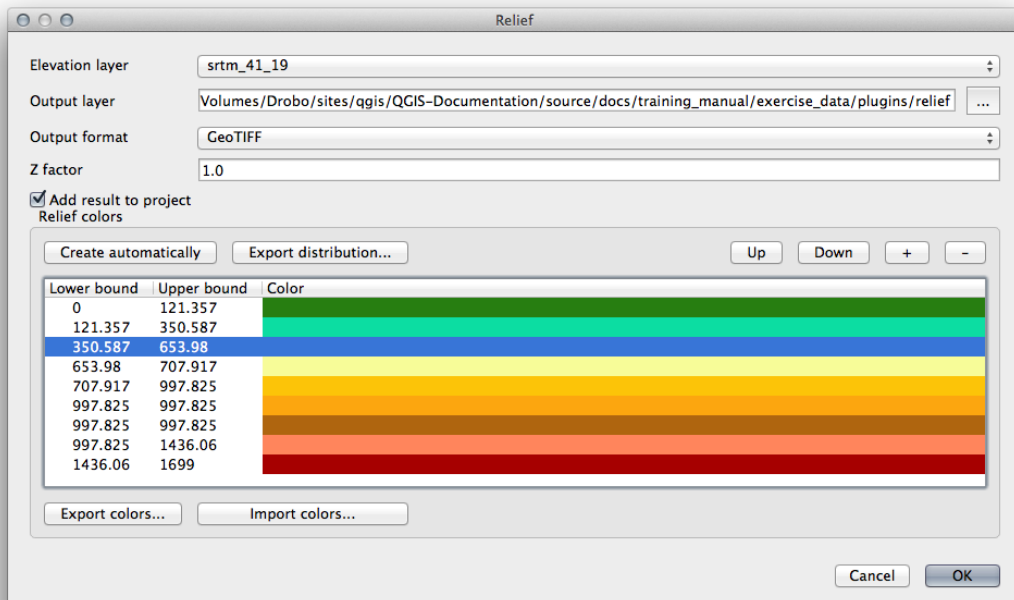 Relief
Elevation layer srtm_41_19
Output layer Volumes/Drobo/sites/qgis/QGIS-Documentation/source/docs/training_manual/exercise_data/plugins/relief ...
Output format GeoTIFF
Z factor 1.0
Add result to project
Relief colors
Create automatically Export distribution... Up Down + -
Lower bound Upper bound Color
0 121.357
121.357 350.587
350.587 653.98
653.98 707.917
707.917 997.825
997.825 997.825
997.825 997.825
997.825 1436.06
1436.06 1699
Export colors... Import colors...
Cancel OK